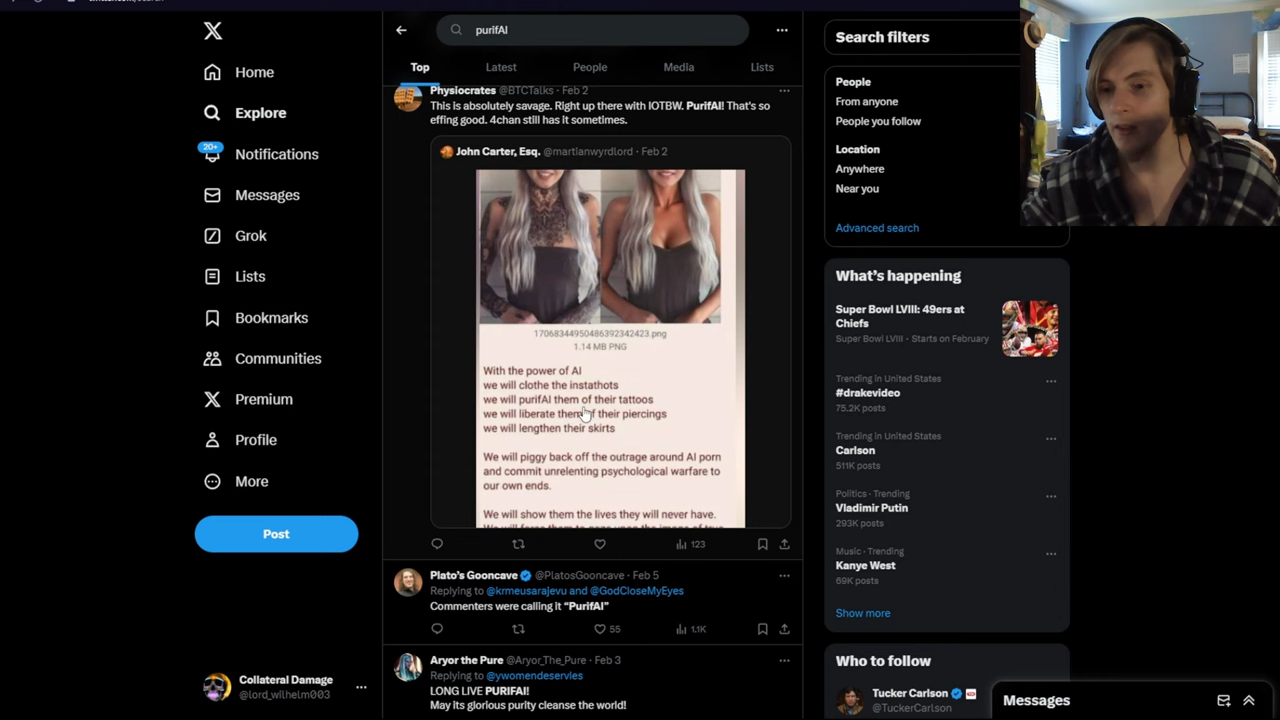 purifAI
Top
Latest
People
Media
Lists
Home
Explore
20+
Notifications
Messages
Grok
Lists
Bookmarks
Communities
Premium
Profile
More
Post
Collateral Damage
@lord_wilhelm003
Physiocrates @BTCTalks · Feb 2
This is absolutely savage. Right up there with IOTBW. PurifAI! That's so
effing good. 4chan still has it sometimes.
John Carter, Esq. @martianwyrdlord · Feb 2
17068344950486392342423.png
1.14 MB PNG
With the power of AI
we will clothe the instathots
we will purifAI them of their tattoos
we will liberate them of their piercings
we will lengthen their skirts
We will piggy back off the outrage around AI porn
and commit unrelenting psychological warfare to
our own ends.
We will show them the lives they will never have.
123
Plato's Gooncave @PlatosGooncave · Feb 5
Replying to @krmeusarajevu and @GodCloseMyEyes
Commenters were calling it “PurifAI”
55
1.1K
Aryor the Pure @Aryor_The_Pure · Feb 3
Replying to @ywomendeservies
LONG LIVE PURIFAI!
May its glorious purity cleanse the world!
Search filters
People
From anyone
People you follow
Location
Anywhere
Near you
Advanced search
What's happening
Super Bowl LVIII: 49ers at
Chiefs
Super Bowl LVIII · Starts on February
Trending in United States
#drakevideo
75.2K posts
Trending in United States
Carlson
511K posts
Politics · Trending
Vladimir Putin
293K posts
Music · Trending
Kanye West
69K posts
Show more
Who to follow
Tucker Carlson
@TuckerCarlson
Messages